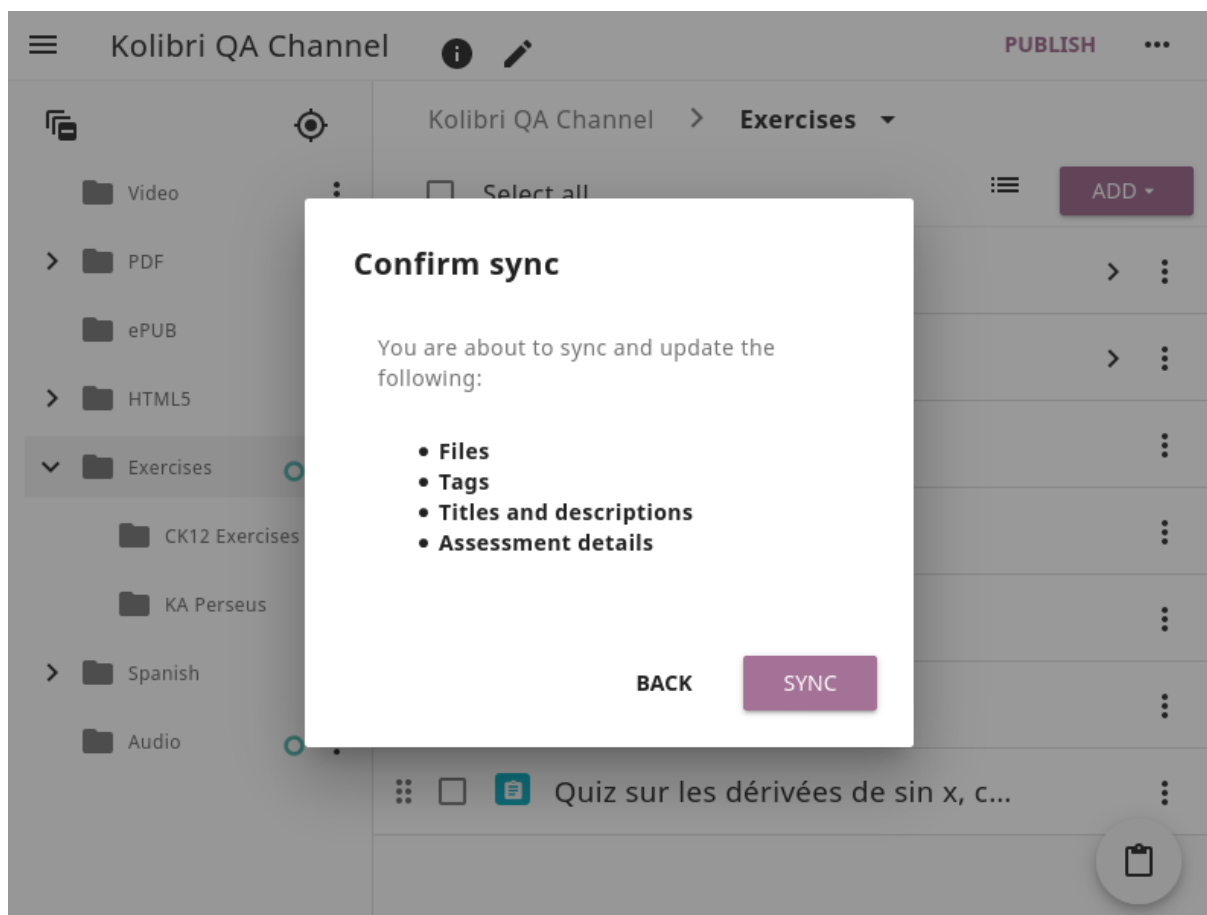 Kolibri QA Channel
PUBLISH
Kolibri QA Channel > Exercises
Video
Select all
ADD
PDF
ePUB
HTML5
Exercises
CK12 Exercises
KA Perseus
Spanish
Audio
Confirm sync
You are about to sync and update the
following:
• Files
• Tags
• Titles and descriptions
• Assessment details
BACK
SYNC
Quiz sur les dérivées de sin x, c...